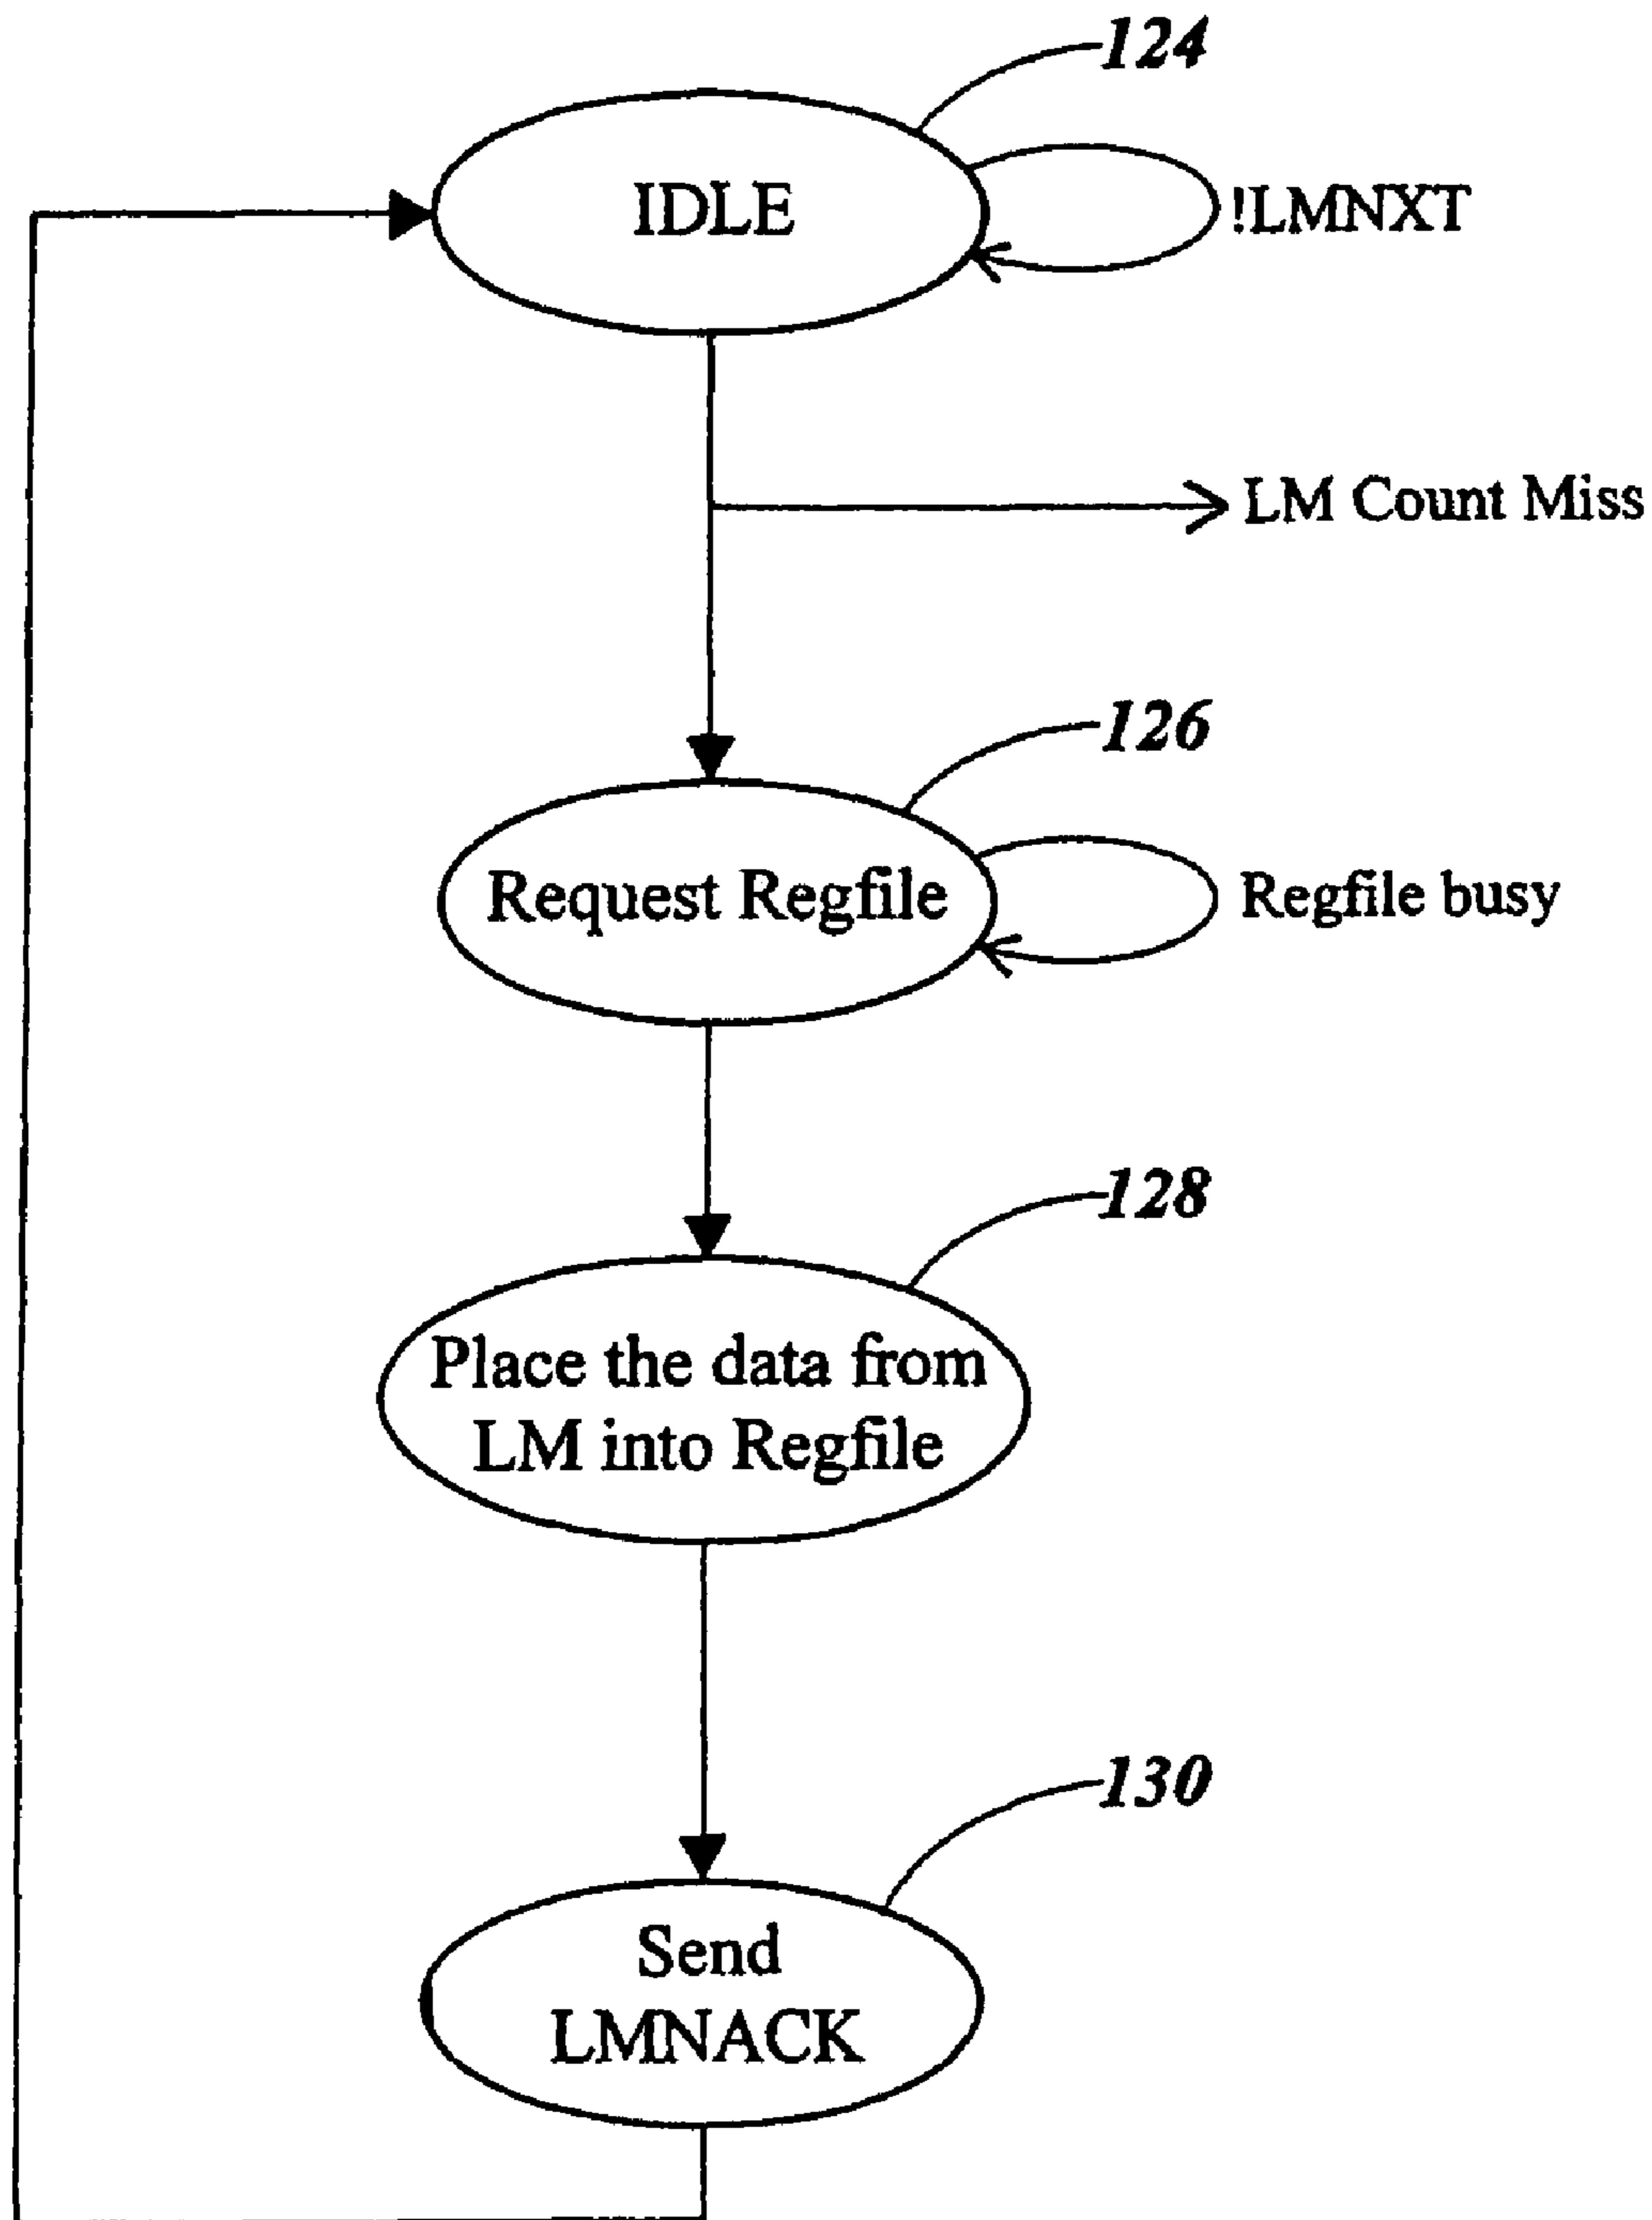 124
IDLE
!LMNXT
LM Count Miss
126
Request Regfile
Regfile busy
128
Place the data from
LM into Regfile
130
Send
LMNACK